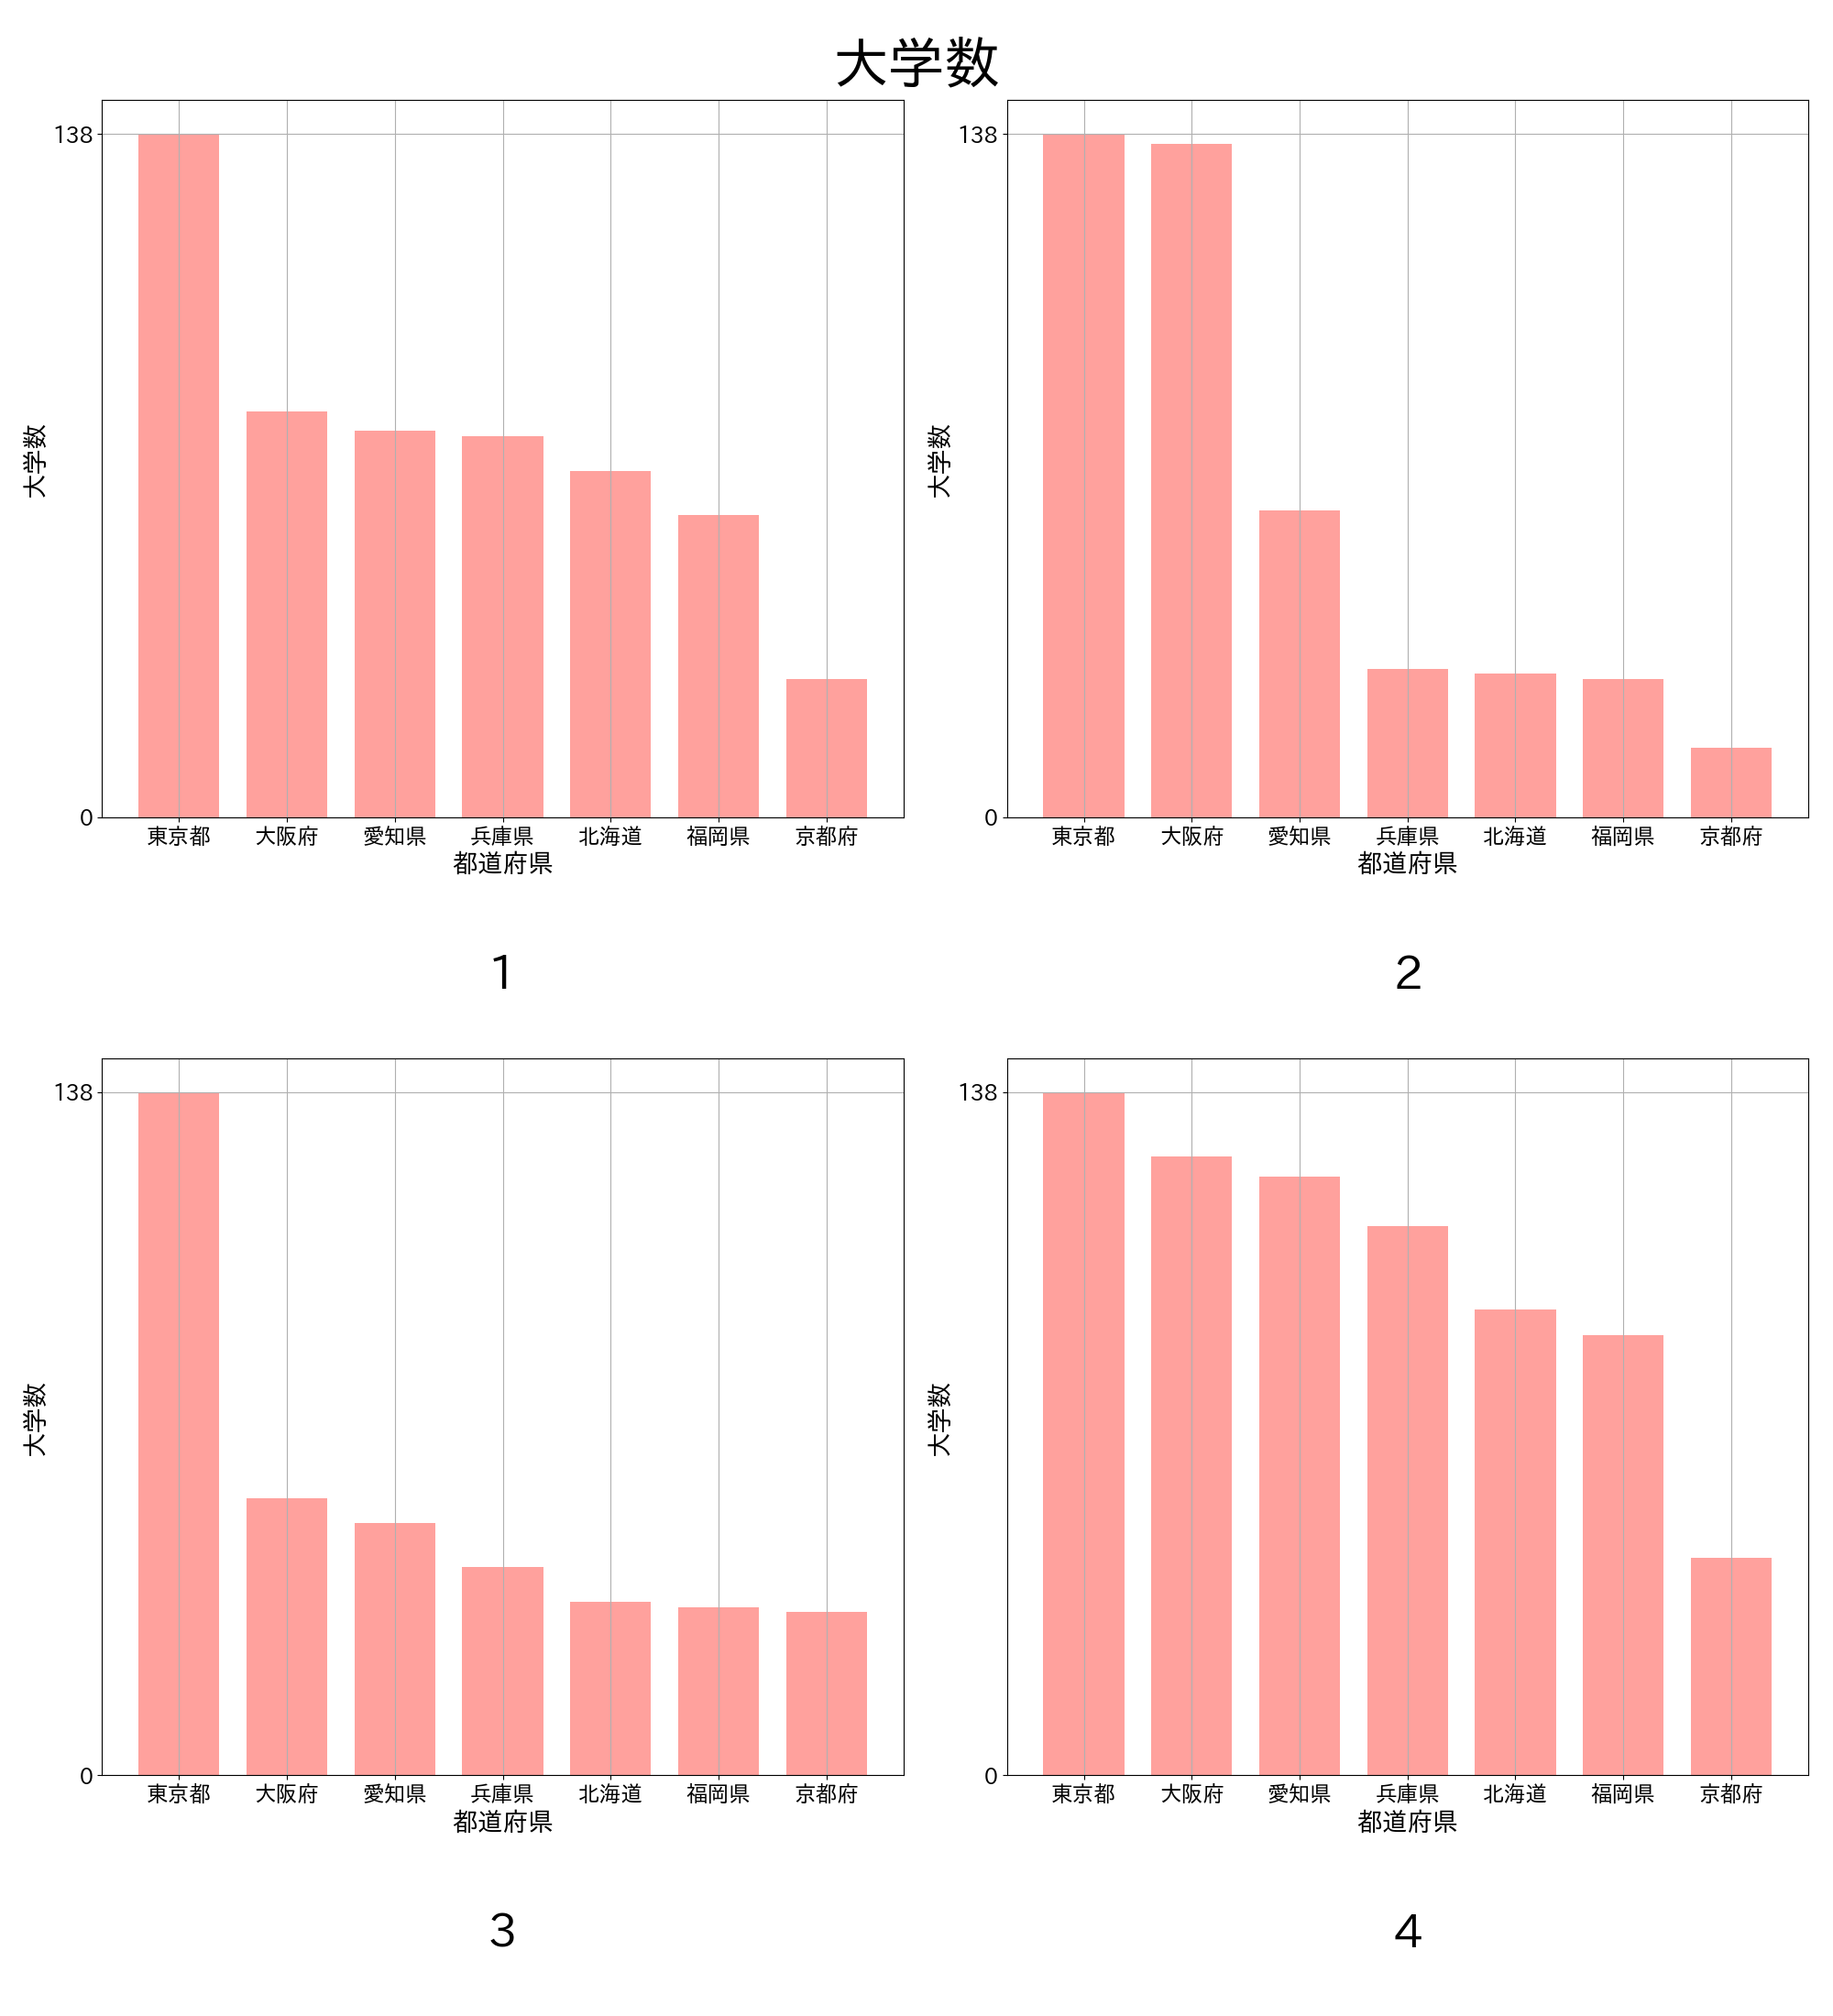 大学数
138
0
大学数
東京都 大阪府 愛知県 兵庫県 北海道 福岡県 京都府
都道府県
1
138
0
大学数
東京都 大阪府 愛知県 兵庫県 北海道 福岡県 京都府
都道府県
2
138
0
大学数
東京都 大阪府 愛知県 兵庫県 北海道 福岡県 京都府
都道府県
3
138
0
大学数
東京都 大阪府 愛知県 兵庫県 北海道 福岡県 京都府
都道府県
4